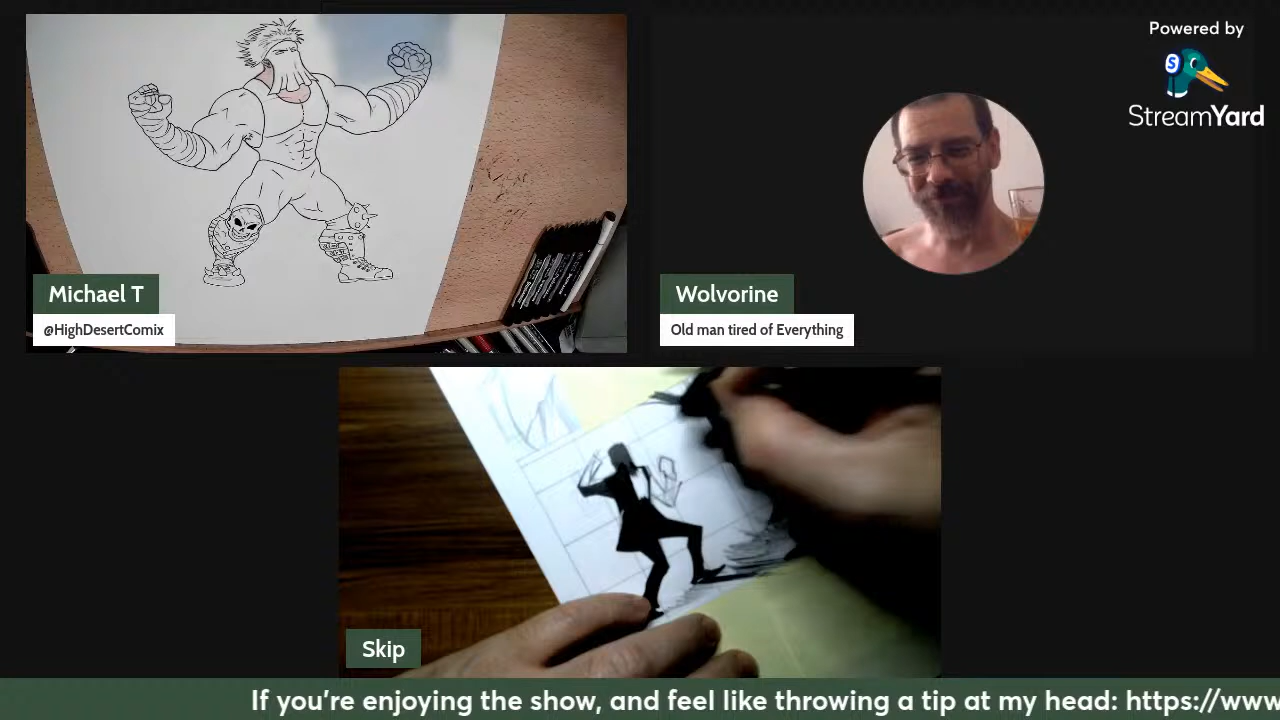 Powered by
S
StreamYard
Michael T
@HighDesertComix
Wolvorine
Old man tired of Everything
Skip
If you're enjoying the show, and feel like throwing a tip at my head: https://www